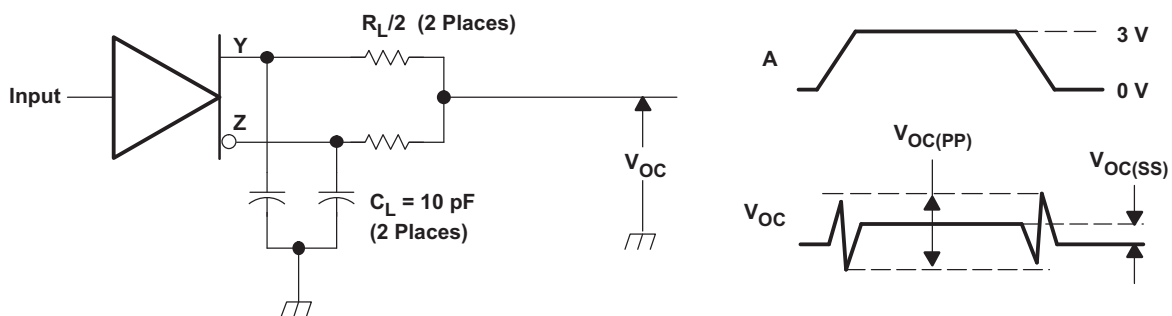 R_L/2 (2 Places)
Y
Input
Z
V_OC
C_L = 10 pF
(2 Places)
A
3 V
0 V
V_OC(PP)
V_OC(SS)
V_OC